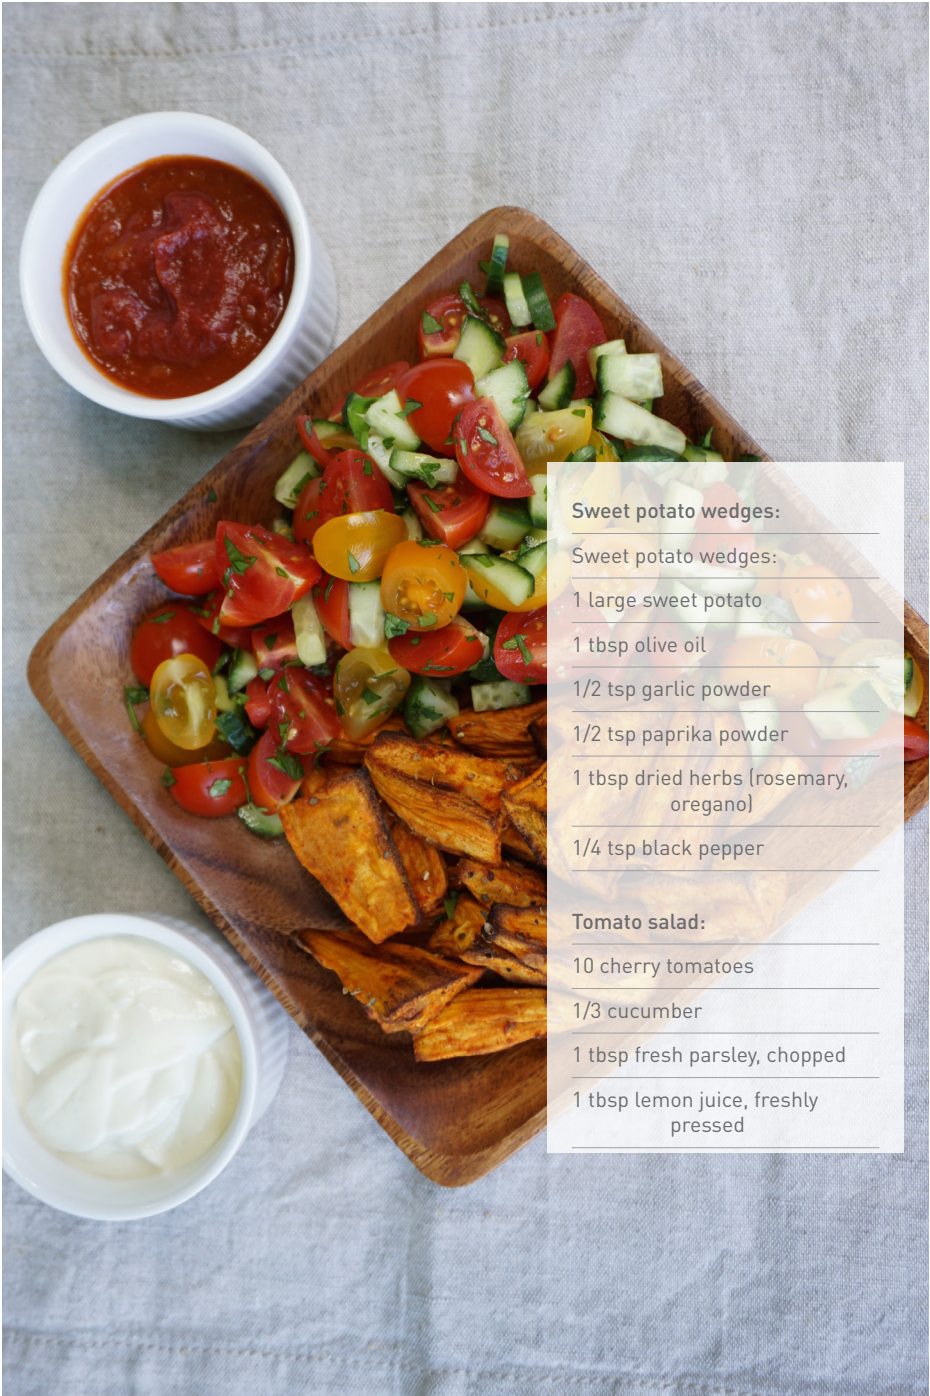 Sweet potato wedges:
Sweet potato wedges:
1 large sweet potato
1 tbsp olive oil
1/2 tsp garlic powder
1/2 tsp paprika powder
1 tbsp dried herbs (rosemary,
oregano)
1/4 tsp black pepper
Tomato salad:
10 cherry tomatoes
1/3 cucumber
1 tbsp fresh parsley, chopped
1 tbsp lemon juice, freshly
pressed